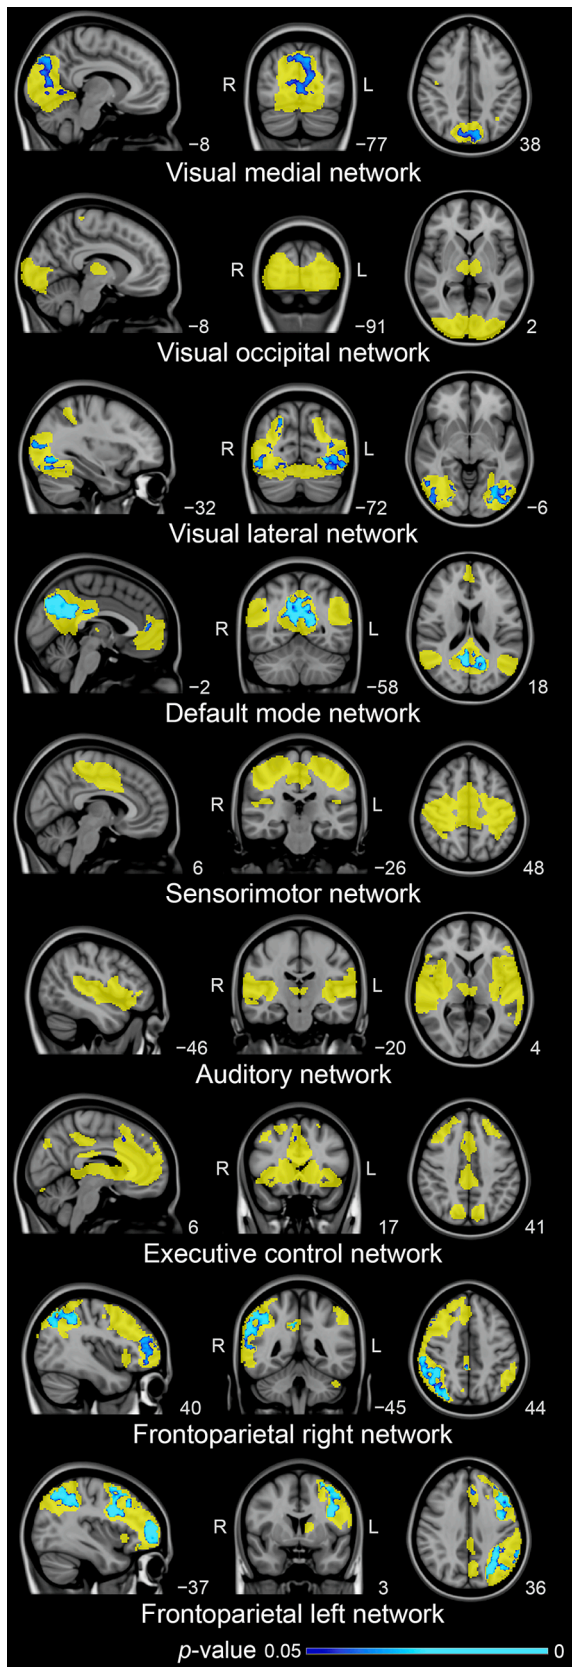 R L
−8 −77 38
Visual medial network
R L
−8 −91 2
Visual occipital network
R L
−32 −72 −6
Visual lateral network
R L
−2 −58 18
Default mode network
R L
6 −26 48
Sensorimotor network
R L
−46 −20 4
Auditory network
R L
6 17 41
Executive control network
R L
40 −45 44
Frontoparietal right network
R L
−37 3 36
Frontoparietal left network
p-value 0.05 0